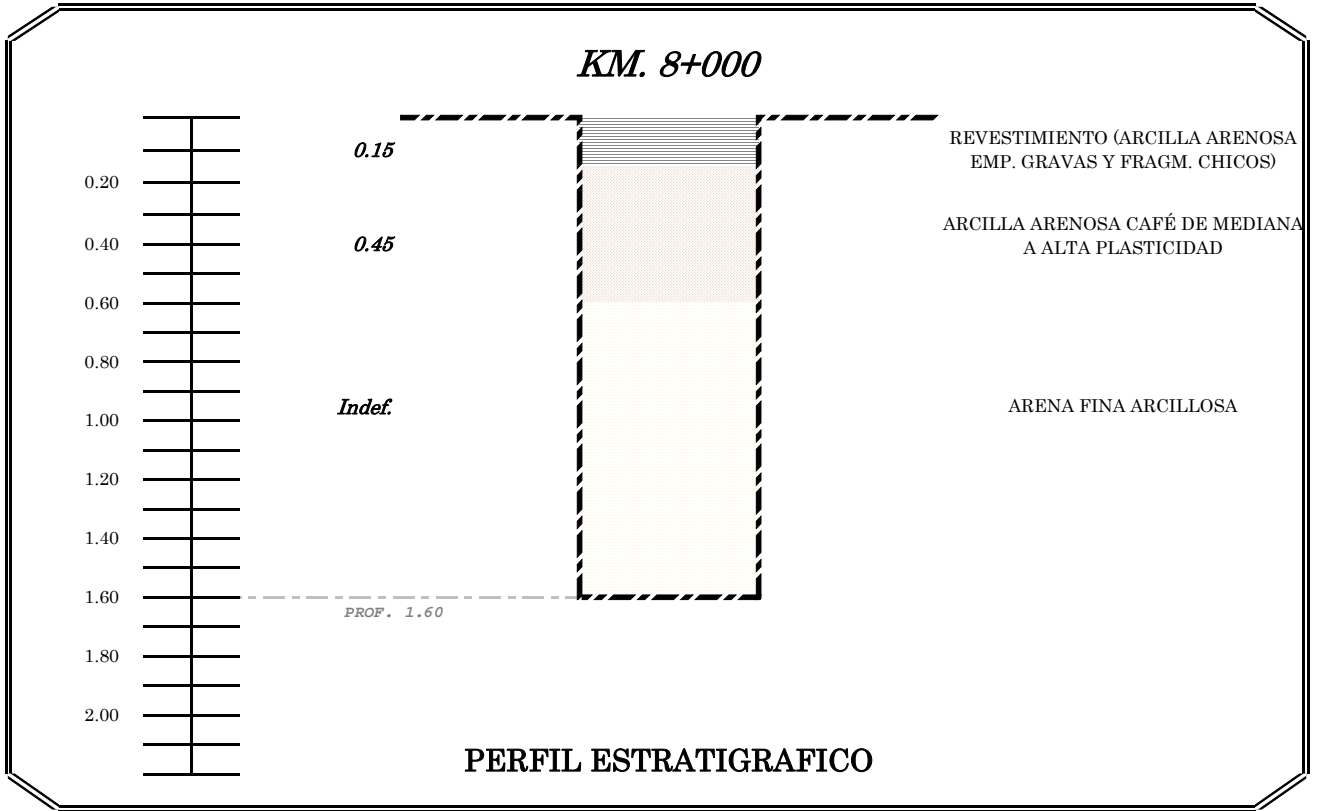 KM. 8+000
0.15
REVESTIMIENTO (ARCILLA ARENOSA
EMP. GRAVAS Y FRAGM. CHICOS)
0.20
0.40
0.45
ARCILLA ARENOSA CAFÉ DE MEDIANA
A ALTA PLASTICIDAD
0.60
0.80
Indef.
ARENA FINA ARCILLOSA
1.00
1.20
1.40
1.60
PROF. 1.60
1.80
2.00
PERFIL ESTRATIGRAFICO